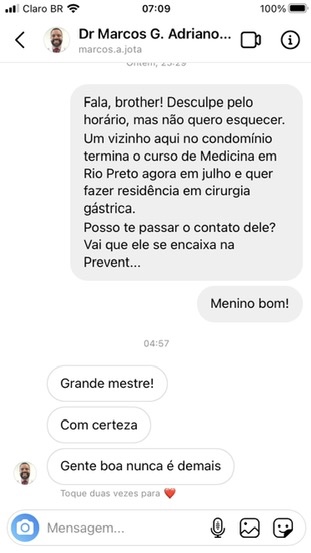 Claro BR 07:09 100%
Dr Marcos G. Adriano...
marcos.a.jota
Ontem, 23:29
Fala, brother! Desculpe pelo
horário, mas não quero esquecer.
Um vizinho aqui no condomínio
termina o curso de Medicina em
Rio Preto agora em julho e quer
fazer residência em cirurgia
gástrica.
Posso te passar o contato dele?
Vai que ele se encaixa na
Prevent...
Menino bom!
04:57
Grande mestre!
Com certeza
Gente boa nunca é demais
Toque duas vezes para ❤️
Mensagem...